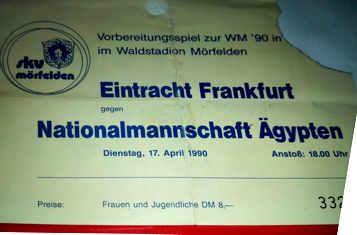 Vorbereitungsspiel zur WM '90 in
im Waldstadion Mörfelden
skv
mörfelden
Eintracht Frankfurt
gegen
Nationalmannschaft Ägypten
Dienstag, 17. April 1990 Anstoß: 18.00 Uhr
Preise: Frauen und Jugendliche DM 8,—
332